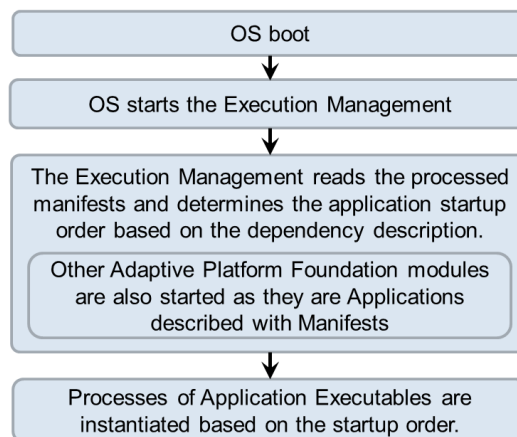 OS boot
OS starts the Execution Management
The Execution Management reads the processed
manifests and determines the application startup
order based on the dependency description.
Other Adaptive Platform Foundation modules
are also started as they are Applications
described with Manifests
Processes of Application Executables are
instantiated based on the startup order.